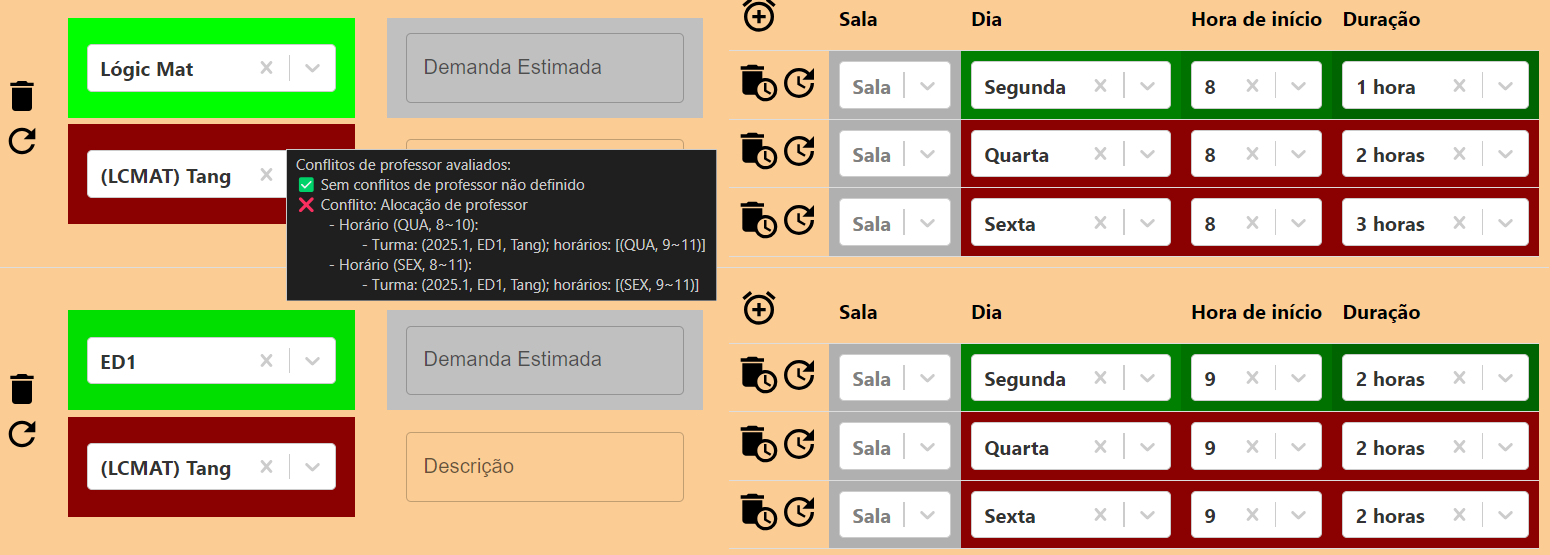 Sala Dia Hora de início Duração
Lógic Mat
Demanda Estimada
Sala Segunda 8 1 hora
(LCMAT) Tang
Sala Quarta 8 2 horas
Sala Sexta 8 3 horas
Conflitos de professor avaliados:
✅ Sem conflitos de professor não definido
❌ Conflito: Alocação de professor
- Horário (QUA, 8~10):
- Turma: (2025.1, ED1, Tang); horários: [(QUA, 9~11)]
- Horário (SEX, 8~11):
- Turma: (2025.1, ED1, Tang); horários: [(SEX, 9~11)]
Sala Dia Hora de início Duração
ED1
Demanda Estimada
Sala Segunda 9 2 horas
(LCMAT) Tang
Descrição
Sala Quarta 9 2 horas
Sala Sexta 9 2 horas